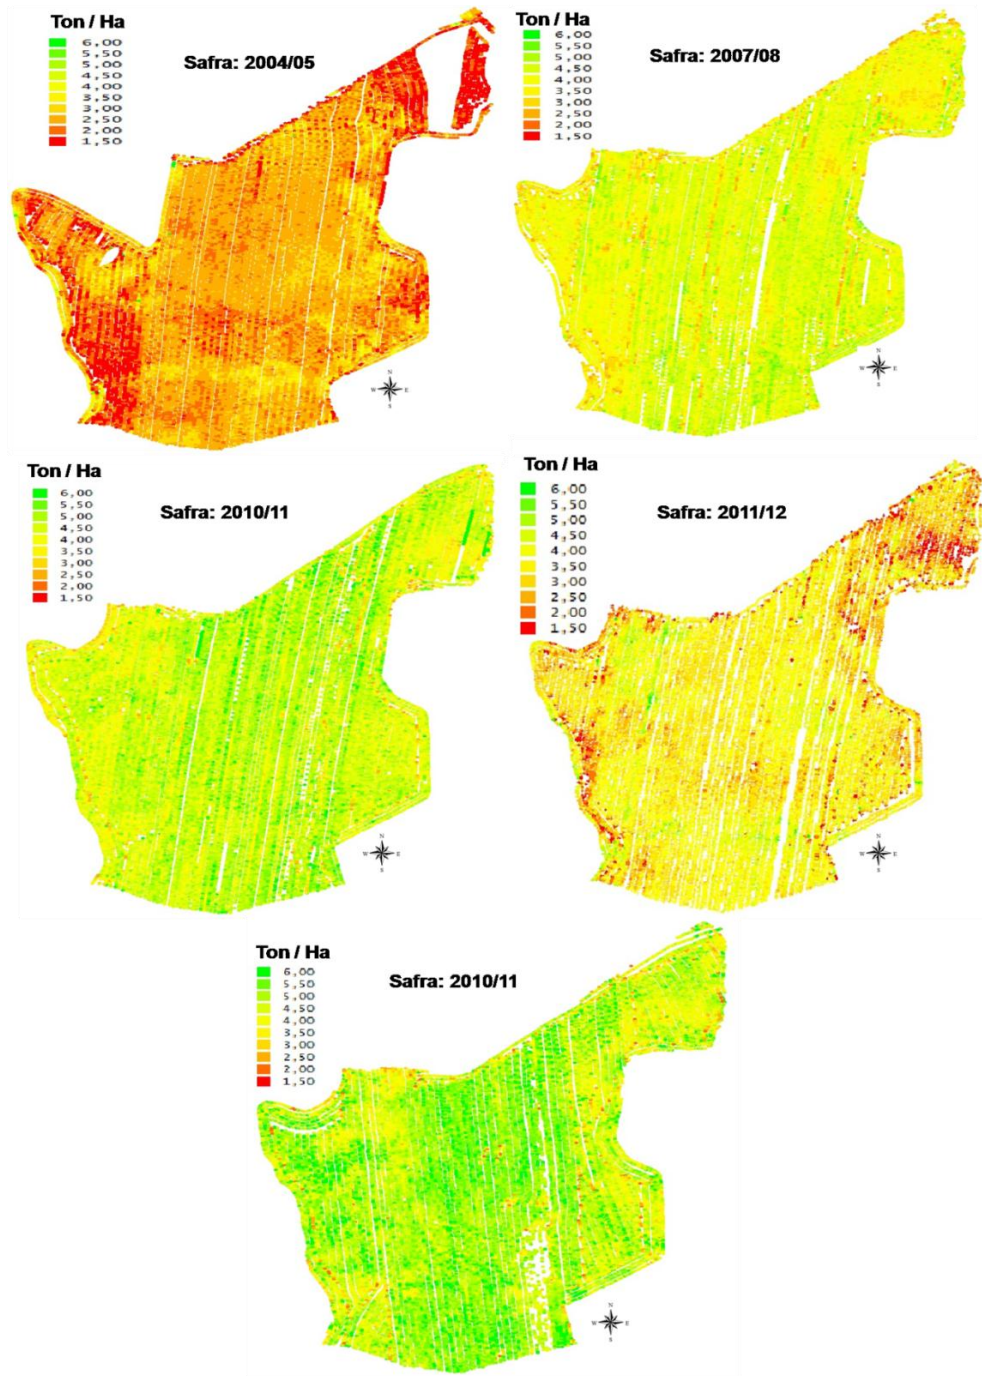 Ton / Ha
6,00
5,50
5,00
4,50
4,00
3,50
3,00
2,50
2,00
1,50
Safra: 2004/05
N
W E
S
Ton / Ha
6,00
5,50
5,00
4,50
4,00
3,50
3,00
2,50
2,00
1,50
Safra: 2007/08
N
W E
S
Ton / Ha
6,00
5,50
5,00
4,50
4,00
3,50
3,00
2,50
2,00
1,50
Safra: 2010/11
N
W E
S
Ton / Ha
6,00
5,50
5,00
4,50
4,00
3,50
3,00
2,50
2,00
1,50
Safra: 2011/12
N
W E
S
Ton / Ha
6,00
5,50
5,00
4,50
4,00
3,50
3,00
2,50
2,00
1,50
Safra: 2010/11
N
W E
S